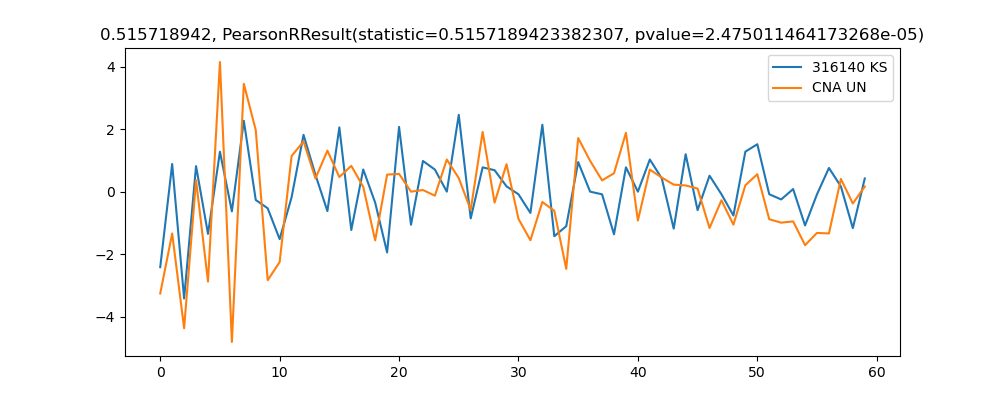 0.515718942, PearsonRResult(statistic=0.5157189423382307, pvalue=2.475011464173268e-05)
316140 KS
CNA UN
4
2
0
−2
−4
0 10 20 30 40 50 60